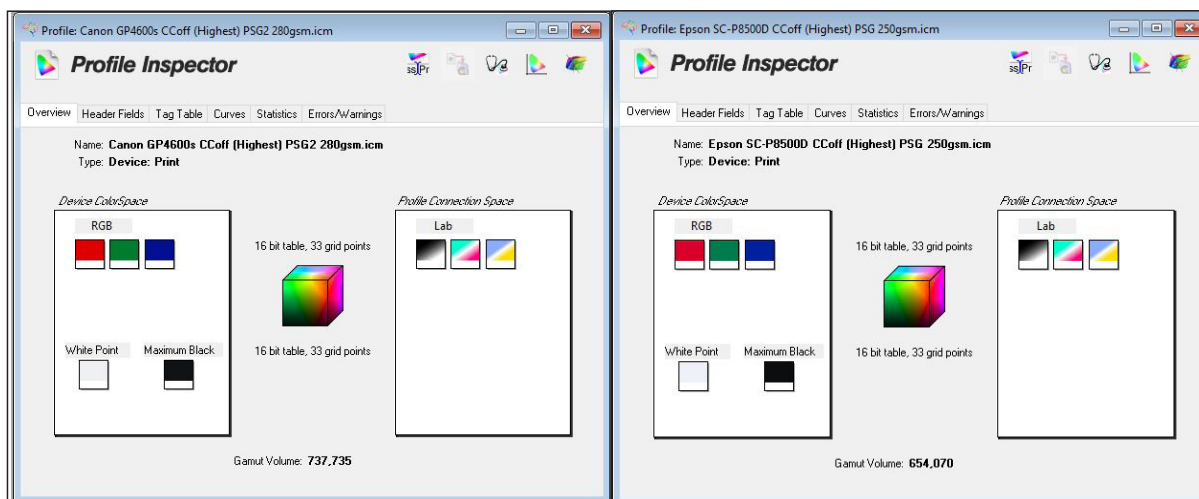 Profile: Canon GP4600s CCoff (Highest) PSG2 280gsm.icm
Profile Inspector
Overview Header Fields Tag Table Curves Statistics Errors/Warnings
Name: Canon GP4600s CCoff (Highest) PSG2 280gsm.icm
Type: Device: Print
Device ColorSpace
Profile Connection Space
RGB
Lab
16 bit table, 33 grid points
16 bit table, 33 grid points
White Point Maximum Black
Gamut Volume: 737,735
Profile: Epson SC-P8500D CCoff (Highest) PSG 250gsm.icm
Profile Inspector
Overview Header Fields Tag Table Curves Statistics Errors/Warnings
Name: Epson SC-P8500D CCoff (Highest) PSG 250gsm.icm
Type: Device: Print
Device ColorSpace
Profile Connection Space
RGB
Lab
16 bit table, 33 grid points
16 bit table, 33 grid points
White Point Maximum Black
Gamut Volume: 654,070